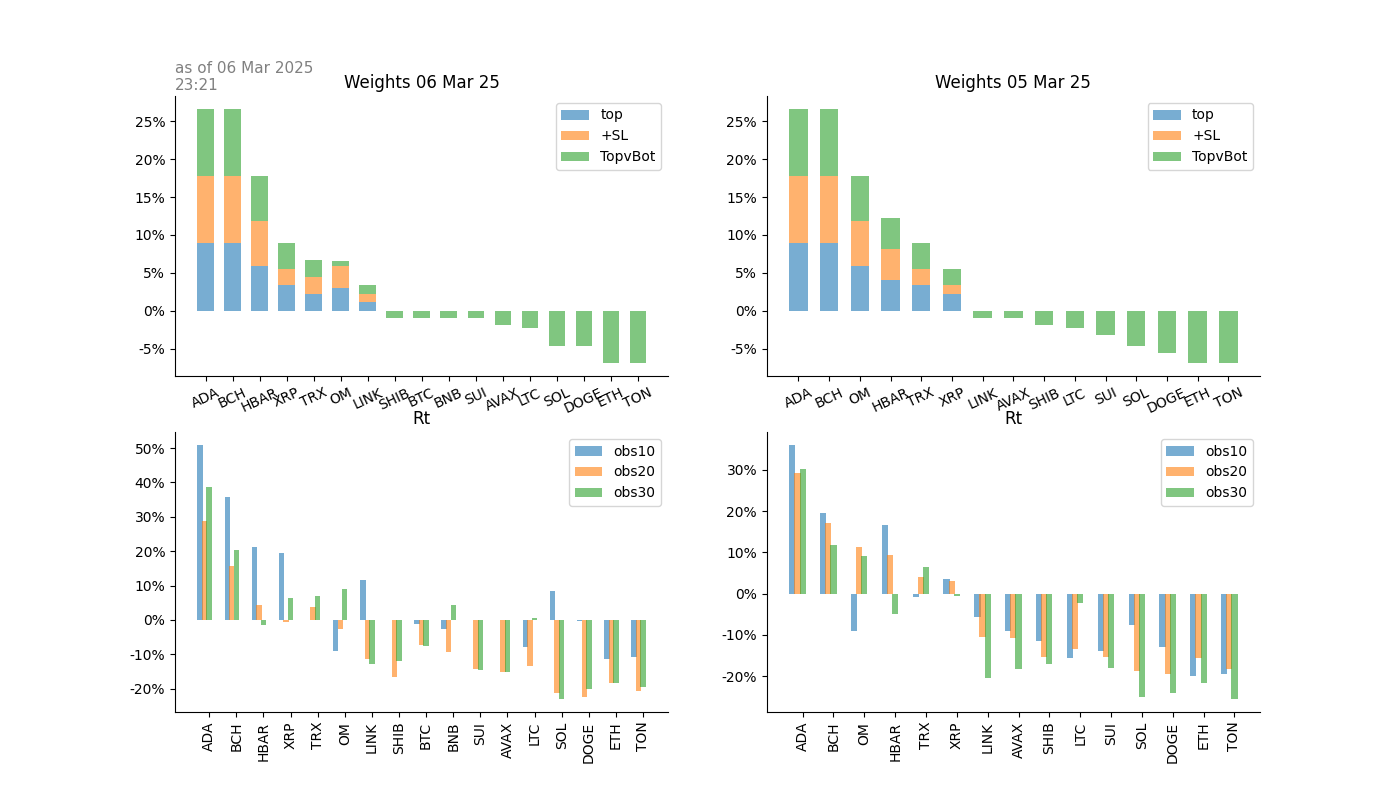 as of 06 Mar 2025
23:21
Weights 06 Mar 25
25%
20%
15%
10%
5%
0%
-5%
top
+SL
TopvBot
ADA BCH HBAR XRP TRX OM LINK SHIB BTC BNB SUI AVAX LTC SOL DOGE ETH TON
Weights 05 Mar 25
25%
20%
15%
10%
5%
0%
-5%
top
+SL
TopvBot
ADA BCH OM HBAR TRX XRP LINK AVAX SHIB LTC SUI SOL DOGE ETH TON
Rt
50%
40%
30%
20%
10%
0%
-10%
-20%
obs10
obs20
obs30
ADA BCH HBAR XRP TRX OM LINK SHIB BTC BNB SUI AVAX LTC SOL DOGE ETH TON
Rt
30%
20%
10%
0%
-10%
-20%
obs10
obs20
obs30
ADA BCH OM HBAR TRX XRP LINK AVAX SHIB LTC SUI SOL DOGE ETH TON